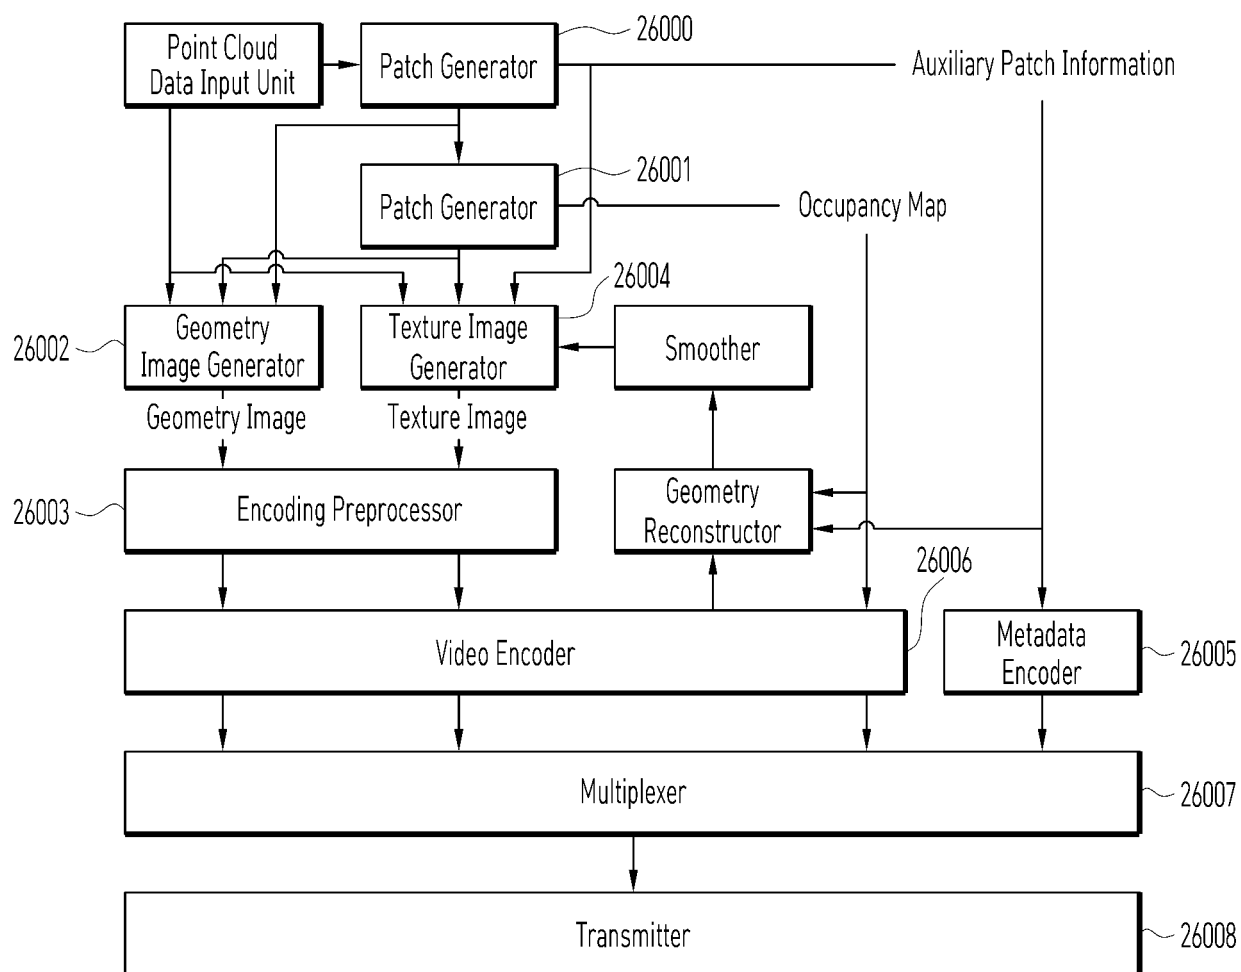 26000
Point Cloud
Data Input Unit
Patch Generator
Auxiliary Patch Information
26001
Patch Generator
Occupancy Map
26004
26002
Geometry
Image Generator
Texture Image
Generator
Smoother
Geometry Image
Texture Image
26003
Encoding Preprocessor
Geometry
Reconstructor
26006
Video Encoder
Metadata
Encoder
26005
Multiplexer
26007
Transmitter
26008